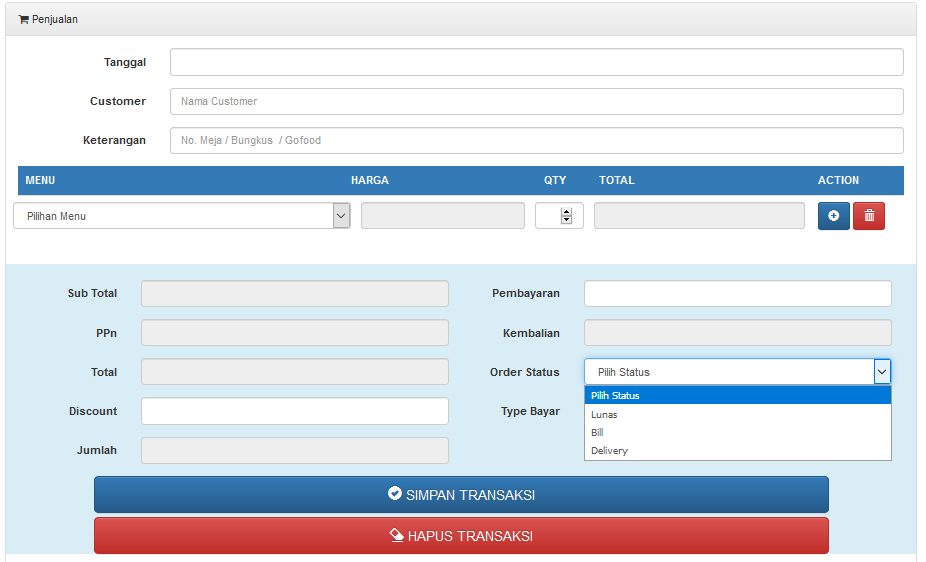 Penjualan
Tanggal
Customer Nama Customer
Keterangan No. Meja / Bungkus / Gofood
MENU HARGA QTY TOTAL ACTION
Pilihan Menu
Sub Total Pembayaran
PPn Kembalian
Total Order Status Pilih Status
Pilih Status
Discount Type Bayar Lunas
Bill
Jumlah Delivery
SIMPAN TRANSAKSI
HAPUS TRANSAKSI